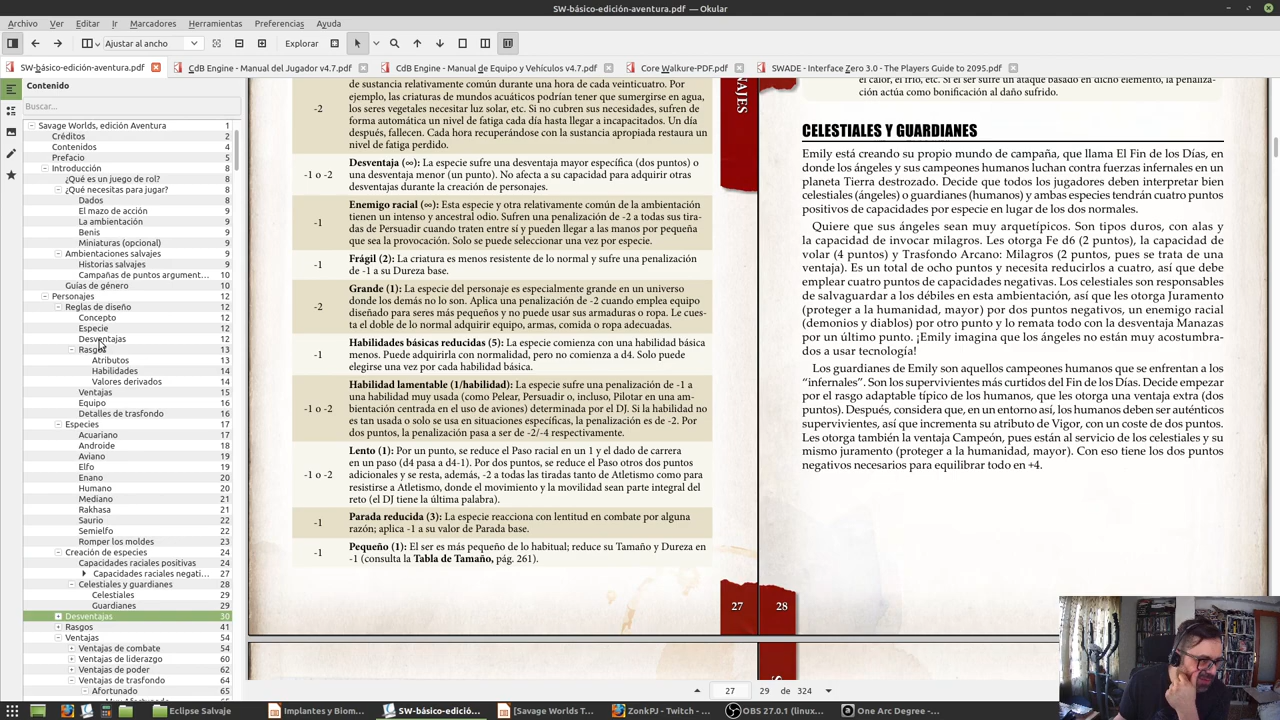 SW-básico-edición-aventura.pdf — Okular
Archivo Ver Editar Ir Marcadores Herramientas Preferencias Ayuda
Ajustar al ancho Explorar
SW-básico-edición-aventura.pdf CdB Engine - Manual del Jugador v4.7.pdf CdB Engine - Manual de Equipo y Vehículos v4.7.pdf Core Walkure-PDF.pdf SWADE - Interface Zero 3.0 - The Players Guide to 2095.pdf
Contenido
Buscar...
Savage Worlds, edición Aventura 1
Créditos 2
Contenidos 4
Prefacio 5
Introducción 8
¿Qué es un juego de rol? 8
¿Qué necesitas para jugar? 8
Dados 8
El mazo de acción 9
La ambientación 9
Benis 9
Miniaturas (opcional) 9
Ambientaciones salvajes 9
Historias salvajes 9
Campañas de puntos argument... 10
Guías de género 10
Personajes 12
Reglas de diseño 12
Concepto 12
Especie 12
Desventajas 12
Rasgos 13
Atributos 13
Habilidades 14
Valores derivados 14
Ventajas 15
Equipo 16
Detalles de trasfondo 16
Especies 17
Acuariano 17
Androide 18
Aviano 19
Elfo 19
Enano 20
Humano 20
Mediano 21
Rakhasa 21
Saurio 22
Semielfo 22
Romper los moldes 23
Creación de especies 24
Capacidades raciales positivas 24
Capacidades raciales negati... 27
Celestiales y guardianes 28
Celestiales 29
Guardianes 29
Desventajas 30
Rasgos 41
Ventajas 54
Ventajas de combate 54
Ventajas de liderazgo 60
Ventajas de poder 62
Ventajas de trasfondo 64
Afortunado 65
-2 de sustancia relativamente común durante una hora de cada veinticuatro. Por
ejemplo, las criaturas de mundos acuáticos podrían tener que sumergirse en agua,
los seres vegetales necesitar luz solar, etc. Si no cubren sus necesidades, sufren de
forma automática un nivel de fatiga cada día hasta llegar a incapacitados. Un día
después, fallecen. Cada hora recuperándose con la sustancia apropiada restaura un
nivel de fatiga perdido.
-1 o -2 Desventaja (∞): La especie sufre una desventaja mayor específica (dos puntos) o
una desventaja menor (un punto). No afecta a su capacidad para adquirir otras
desventajas durante la creación de personajes.
-1 Enemigo racial (∞): Esta especie y otra relativamente común de la ambientación
tienen un intenso y ancestral odio. Sufren una penalización de -2 a todas sus tira-
das de Persuadir cuando traten entre sí y pueden llegar a las manos por pequeña
que sea la provocación. Solo se puede seleccionar una vez por especie.
-1 Frágil (2): La criatura es menos resistente de lo normal y sufre una penalización
de -1 a su Dureza base.
-2 Grande (1): La especie del personaje es especialmente grande en un universo
donde los demás no lo son. Aplica una penalización de -2 cuando emplea equipo
diseñado para seres más pequeños y no puede usar sus armaduras o ropa. Le cues-
ta el doble de lo normal adquirir equipo, armas, comida o ropa adecuadas.
-1 Habilidades básicas reducidas (5): La especie comienza con una habilidad básica
menos. Puede adquirirla con normalidad, pero no comienza a d4. Solo puede
elegirse una vez por cada habilidad básica.
-1 o -2 Habilidad lamentable (1/habilidad): La especie sufre una penalización de -1 a
una habilidad muy usada (como Pelear, Persuadir o, incluso, Pilotar en una am-
bientación centrada en el uso de aviones) determinada por el DJ. Si la habilidad no
es tan usada o solo se usa en situaciones específicas, la penalización es de -2. Por
dos puntos, la penalización pasa a ser de -2/-4 respectivamente.
-1 o -2 Lento (1): Por un punto, se reduce el Paso racial en un 1 y el dado de carrera
en un paso (d4 pasa a d4-1). Por dos puntos, se reduce el Paso otros dos puntos
adicionales y se resta, además, -2 a todas las tiradas tanto de Atletismo como para
resistirse a Atletismo, donde el movimiento y la movilidad sean parte integral del
reto (el DJ tiene la última palabra).
-1 Parada reducida (3): La especie reacciona con lentitud en combate por alguna
razón; aplica -1 a su valor de Parada base.
-1 Pequeño (1): El ser es más pequeño de lo habitual; reduce su Tamaño y Dureza en
-1 (consulta la Tabla de Tamaño, pág. 261).
NAJES
27 28
el calor, el frío, etc. Si el ser sufre un ataque basado en dicho elemento, la penaliza-
ción actúa como bonificación al daño sufrido.
CELESTIALES Y GUARDIANES
Emily está creando su propio mundo de campaña, que llama El Fin de los Días, en
donde los ángeles y sus campeones humanos luchan contra fuerzas infernales en un
planeta Tierra destrozado. Decide que todos los jugadores deben interpretar bien
celestiales (ángeles) o guardianes (humanos) y ambas especies tendrán cuatro puntos
positivos de capacidades por especie en lugar de los dos normales.
Quiere que sus ángeles sean muy arquetípicos. Son tipos duros, con alas y
la capacidad de invocar milagros. Les otorga Fe d6 (2 puntos), la capacidad de
volar (4 puntos) y Trasfondo Arcano: Milagros (2 puntos, pues se trata de una
ventaja). Es un total de ocho puntos y necesita reducirlos a cuatro, así que debe
emplear cuatro puntos de capacidades negativas. Los celestiales son responsables
de salvaguardar a los débiles en esta ambientación, así que les otorga Juramento
(proteger a la humanidad, mayor) por dos puntos negativos, un enemigo racial
(demonios y diablos) por otro punto y lo remata todo con la desventaja Manazas
por un último punto. ¡Emily imagina que los ángeles no están muy acostumbra-
dos a usar tecnología!
Los guardianes de Emily son aquellos campeones humanos que se enfrentan a los
“infernales”. Son los supervivientes más curtidos del Fin de los Días. Decide empezar
por el rasgo adaptable típico de los humanos, que les otorga una ventaja extra (dos
puntos). Después, considera que, en un entorno así, los humanos deben ser auténticos
supervivientes, así que incrementa su atributo de Vigor, con un coste de dos puntos.
Les otorga también la ventaja Campeón, pues están al servicio de los celestiales y su
mismo juramento (proteger a la humanidad, mayor). Con eso tiene los dos puntos
negativos necesarios para equilibrar todo en +4.
27 29 de 324
Eclipse Salvaje Implantes y Biom... SW-básico-edició... [Savage Worlds T... ZonkPJ - Twitch -... OBS 27.0.1 (linux... One Arc Degree -...